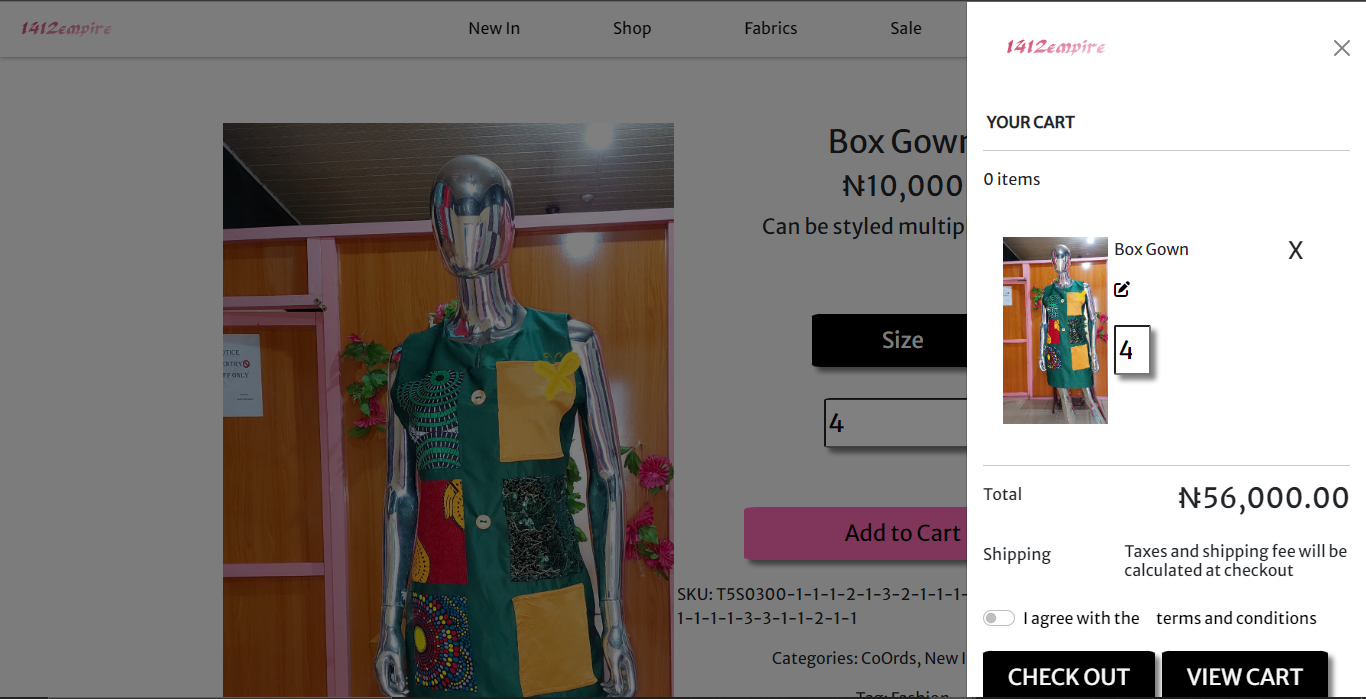 1412empire
New In
Shop
Fabrics
Sale
Box Gown
₦10,000
Can be styled multip
Size
4
Add to Cart
SKU: T5S0300-1-1-1-2-1-3-2-1-1-1-
1-1-1-1-3-3-1-1-2-1-1
Categories: CoOrds, New I
Tag: Fashion
1412empire
YOUR CART
0 items
Box Gown
X
4
Total
₦56,000.00
Shipping
Taxes and shipping fee will be
calculated at checkout
I agree with the terms and conditions
CHECK OUT
VIEW CART